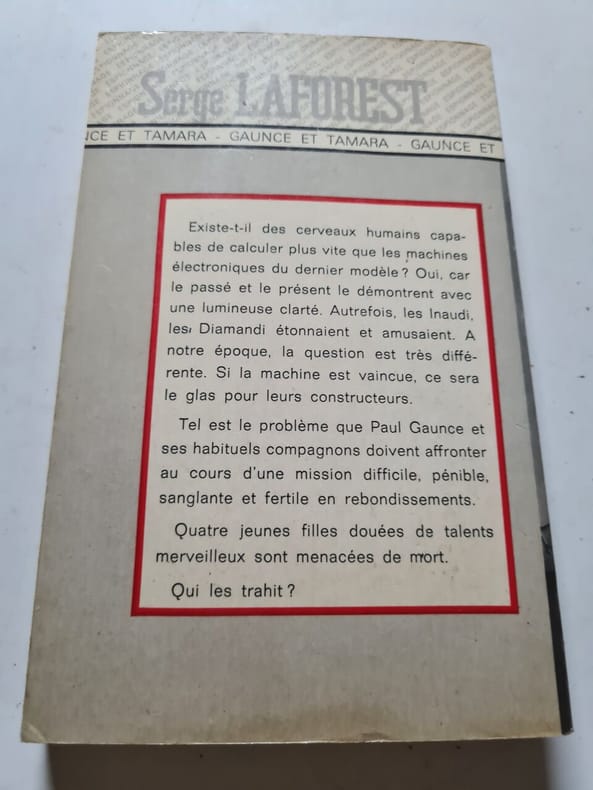 Serge LAFOREST
NCE ET TAMARA - GAUNCE ET TAMARA - GAUNCE ET
Existe-t-il des cerveaux humains capa-
bles de calculer plus vite que les machines
électroniques du dernier modèle ? Oui, car
le passé et le présent le démontrent avec
une lumineuse clarté. Autrefois, les Inaudi,
les Diamandi étonnaient et amusaient. A
notre époque, la question est très diffé-
rente. Si la machine est vaincue, ce sera
le glas pour leurs constructeurs.
Tel est le problème que Paul Gaunce et
ses habituels compagnons doivent affronter
au cours d'une mission difficile, pénible,
sanglante et fertile en rebondissements.
Quatre jeunes filles douées de talents
merveilleux sont menacées de mort.
Qui les trahit ?